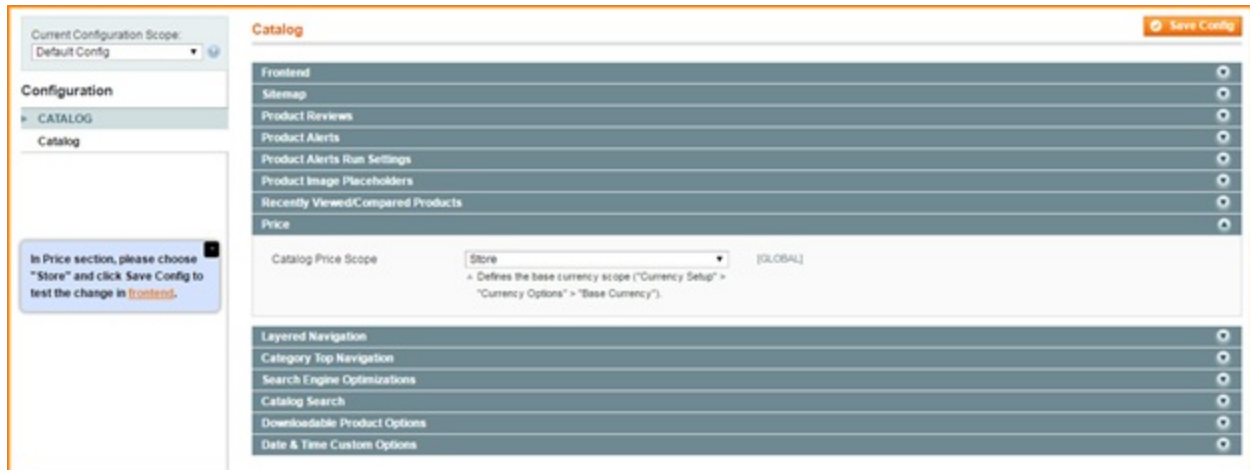 Current Configuration Scope:
Default Config
Configuration
CATALOG
Catalog
In Price section, please choose
"Store" and click Save Config to
test the change in frontend.
Catalog
Save Config
Frontend
Sitemap
Product Reviews
Product Alerts
Product Alerts Run Settings
Product Image Placeholders
Recently Viewed/Compared Products
Price
Catalog Price Scope
Store
[GLOBAL]
Defines the base currency scope ("Currency Setup" >
"Currency Options" > "Base Currency").
Layered Navigation
Category Top Navigation
Search Engine Optimizations
Catalog Search
Downloadable Product Options
Date & Time Custom Options